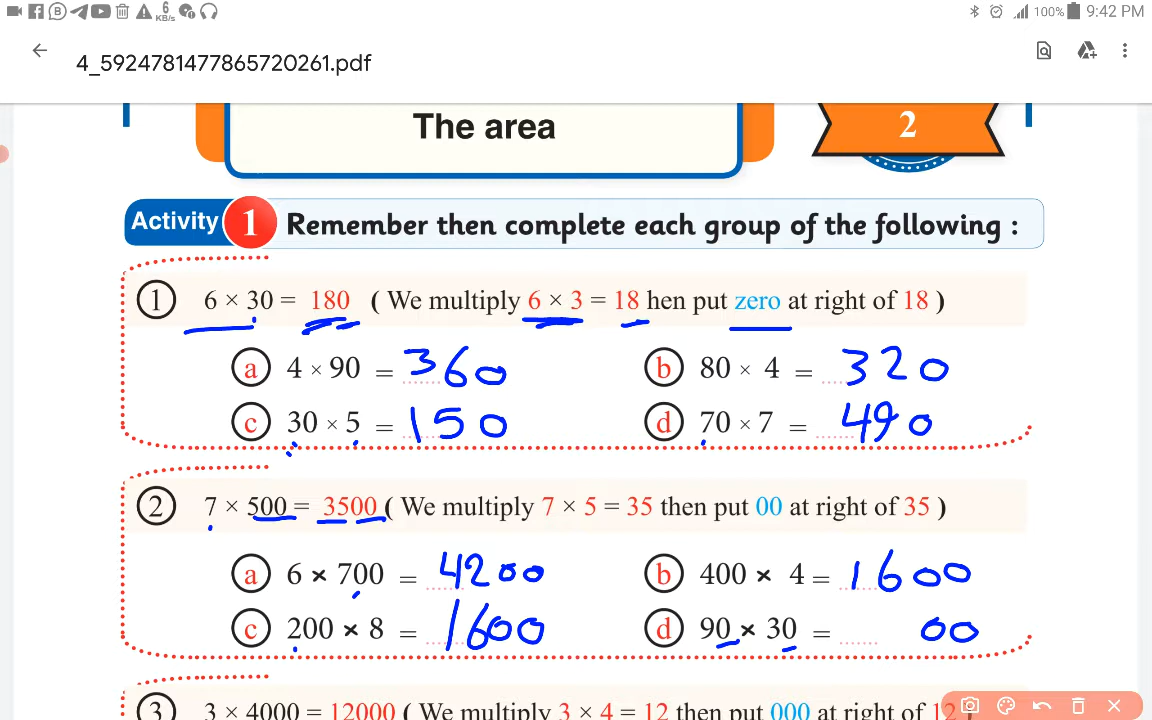 6 KB/s 100% 9:42 PM
4_5924781477865720261.pdf
The area
2
Activity 1 Remember then complete each group of the following :
1 6 × 30 = 180 ( We multiply 6 × 3 = 18 hen put zero at right of 18 )
a 4 × 90 = 360 b 80 × 4 = 320
c 30 × 5 = 150 d 70 × 7 = 490
2 7 × 500 = 3500 ( We multiply 7 × 5 = 35 then put 00 at right of 35 )
a 6 × 700 = 4200 b 400 × 4 = 1600
c 200 × 8 = 1600 d 90 × 30 = 00
3 3 × 4000 = 12000 ( We multiply 3 × 4 = 12 then put 000 at right of 12 )